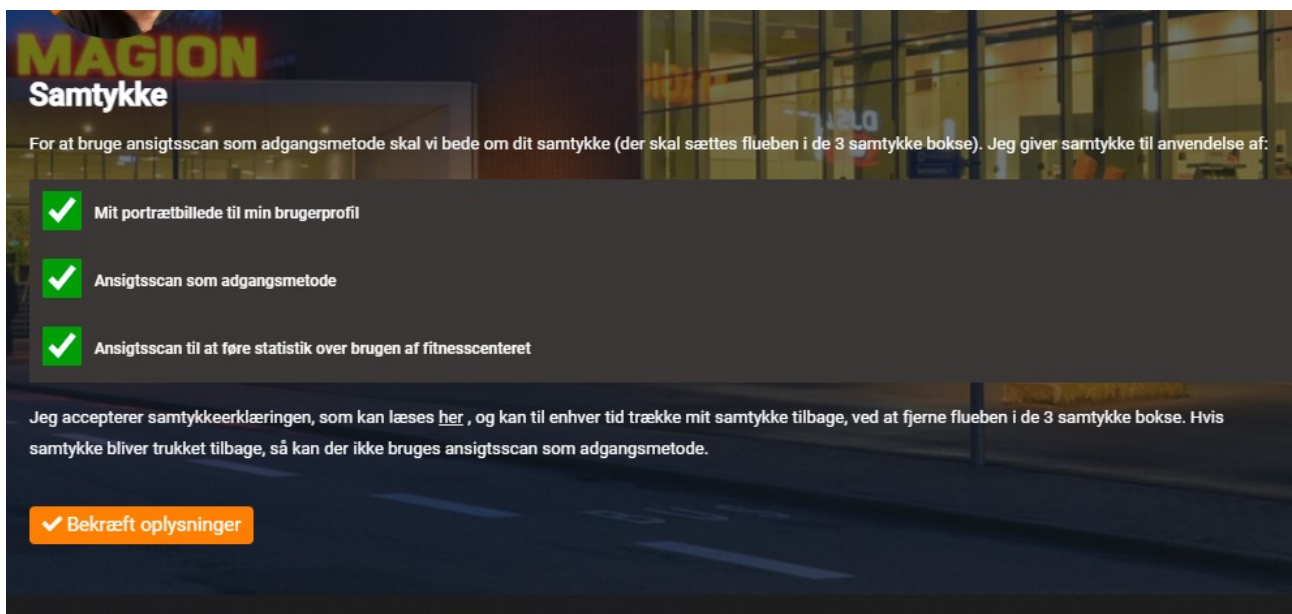 MAGION
Samtykke
For at bruge ansigtsscan som adgangsmetode skal vi bede om dit samtykke (der skal sættes flueben i de 3 samtykke bokse). Jeg giver samtykke til anvendelse af:
Mit portrætbillede til min brugerprofil
Ansigtsscan som adgangsmetode
Ansigtsscan til at føre statistik over brugen af fitnesscenteret
Jeg accepterer samtykkeerklæringen, som kan læses her , og kan til enhver tid trække mit samtykke tilbage, ved at fjerne flueben i de 3 samtykke bokse. Hvis
samtykke bliver trukket tilbage, så kan der ikke bruges ansigtsscan som adgangsmetode.
Bekræft oplysninger
BUS